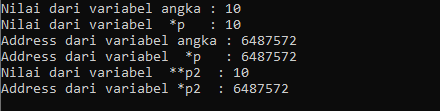 Nilai dari variabel angka : 10
Nilai dari variabel  *p   : 10
Address dari variabel angka : 6487572
Address dari variabel  *p   : 6487572
Nilai dari variabel  **p2  : 10
Address dari variabel *p2  : 6487572